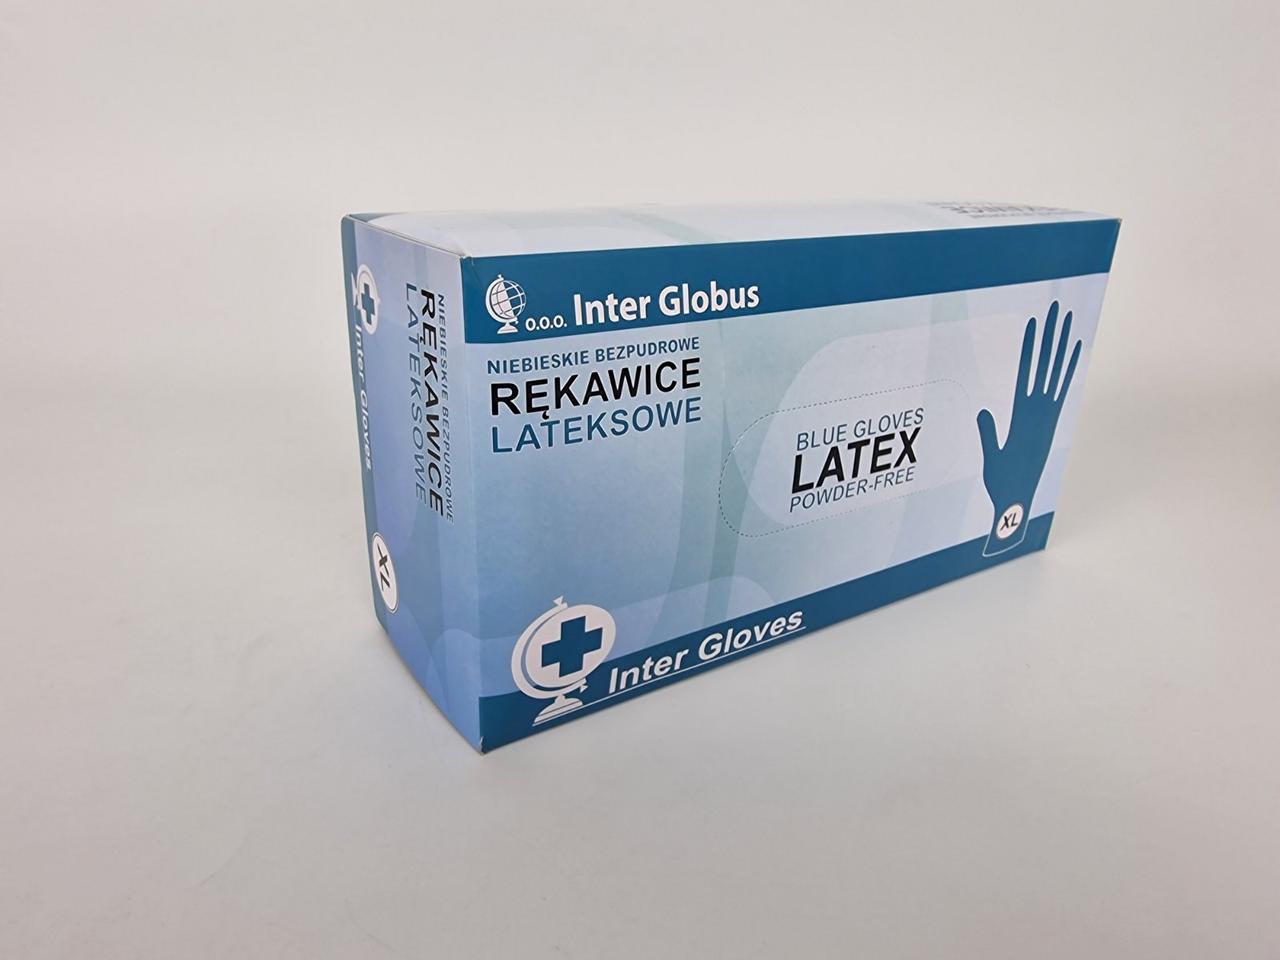 o.o.o. Inter Globus
NIEBIESKIE BEZPUDROWE
RĘKAWICE
LATEKSOWE
BLUE GLOVES
LATEX
POWDER-FREE
XL
Inter Gloves
NIEBIESKIE BEZPUDROWE
RĘKAWICE
LATEKSOWE
Inter Gloves
XL